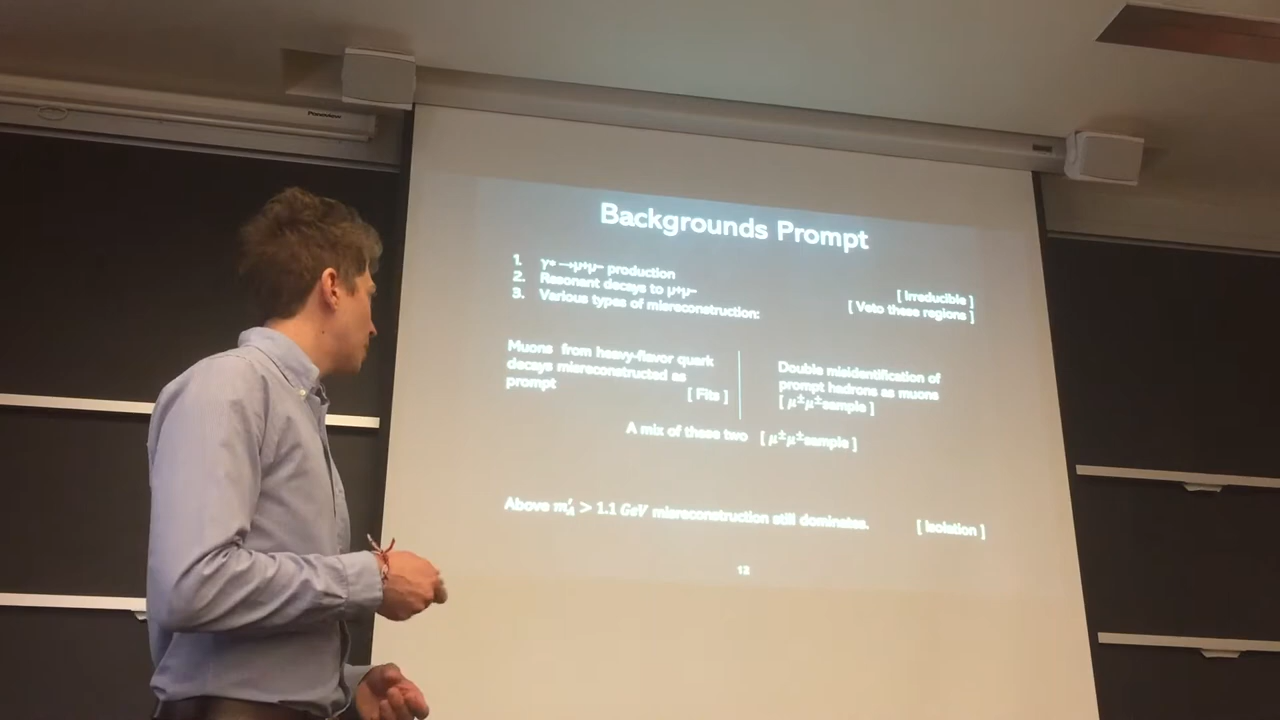 Panoview
Backgrounds Prompt
1. γ* →μ⁺μ⁻ production
[ Irreducible ]
2. Resonant decays to μ⁺μ⁻
[ Veto these regions ]
3. Various types of misreconstruction:
Muons from heavy-flavor quark
decays misreconstructed as
prompt
[ Fits ]
Double misidentification of
prompt hadrons as muons
[ μ±μ±sample ]
A mix of these two [ μ±μ±sample ]
Above m′_A > 1.1 GeV misreconstruction still dominates. [ Isolation ]
12